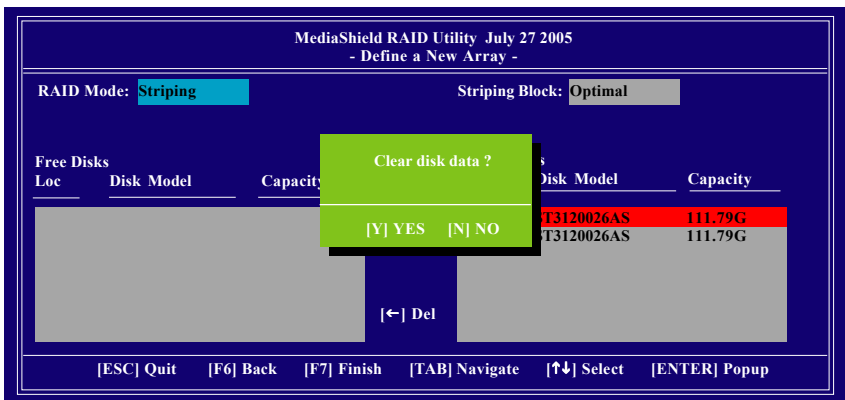 MediaShield RAID Utility July 27 2005
- Define a New Array -
RAID Mode: Striping
Striping Block: Optimal
Free Disks
Loc Disk Model Capacity
Disk Model Capacity
Clear disk data ?
[Y] YES [N] NO
ST3120026AS 111.79G
ST3120026AS 111.79G
[←] Del
[ESC] Quit [F6] Back [F7] Finish [TAB] Navigate [↑↓] Select [ENTER] Popup